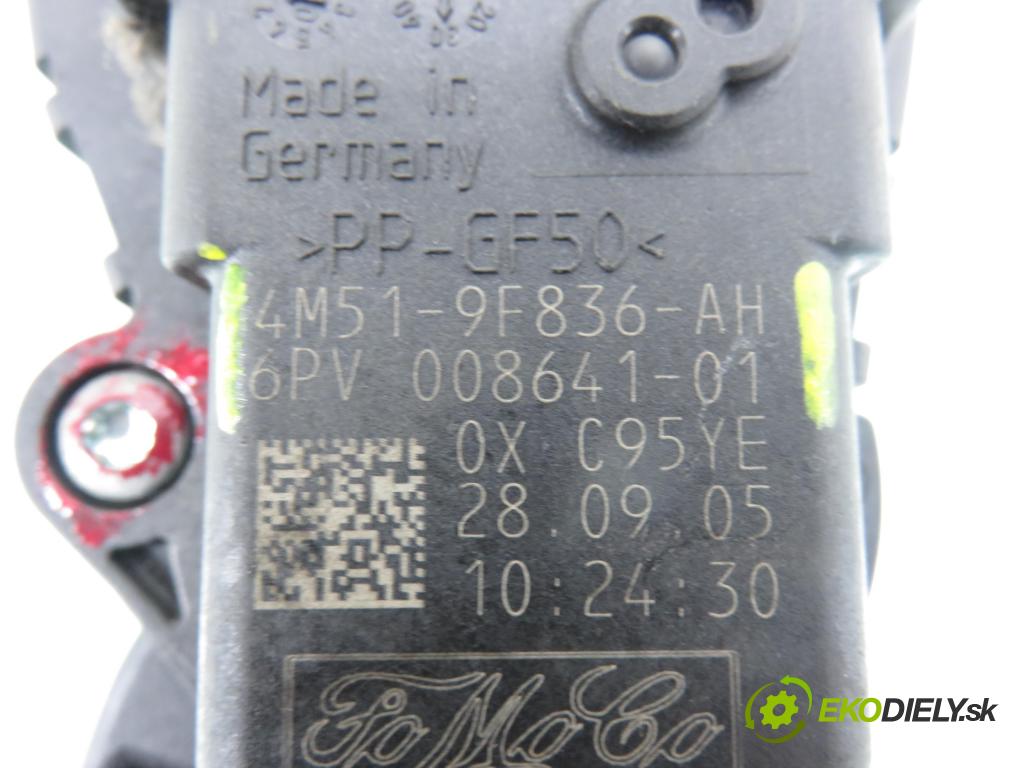 Made in
Germany
8
>PP-GF50<
4M51-9F836-AH
6PV 008641-01
0X C95YE
28.09.05
10:24:30
FoMoCo
EKODIELY.sk